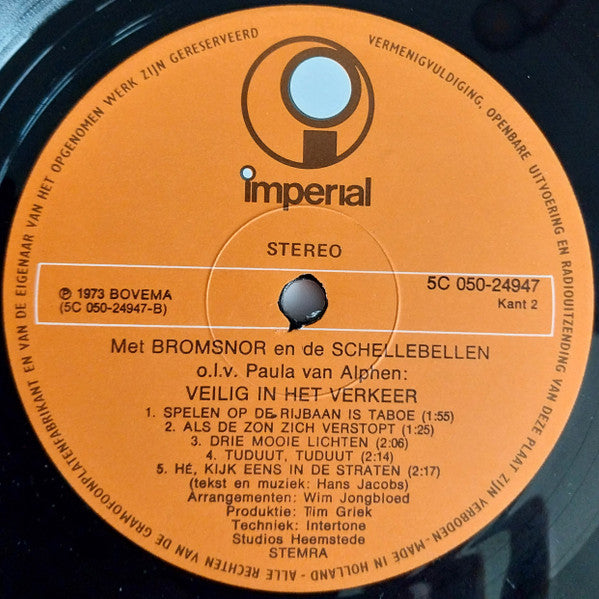 ALLE RECHTEN VAN DE GRAMOFOONPLATENFABRIKANT EN VAN DE EIGENAAR VAN HET OPGENOMEN WERK ZIJN GERESERVEERD
VERMENIGVULDIGING, OPENBARE UITVOERING EN RADIOUITZENDING VAN DEZE PLAAT ZIJN VERBODEN-MADE IN HOLLAND -
imperial
STEREO
℗ 1973 BOVEMA
(5C 050-24947-B)
5C 050-24947
Kant 2
Met BROMSNOR en de SCHELLEBELLEN
o.l.v. Paula van Alphen:
VEILIG IN HET VERKEER
1. SPELEN OP DE RIJBAAN IS TABOE (1:55)
2. ALS DE ZON ZICH VERSTOPT (1:25)
3. DRIE MOOIE LICHTEN (2:06)
4. TUDUUT, TUDUUT (2:14)
5. HÉ, KIJK EENS IN DE STRATEN (2:17)
(tekst en muziek: Hans Jacobs)
Arrangementen: Wim Jongbloed
Produktie: Tim Griek
Techniek: Intertone
Studios Heemstede
STEMRA